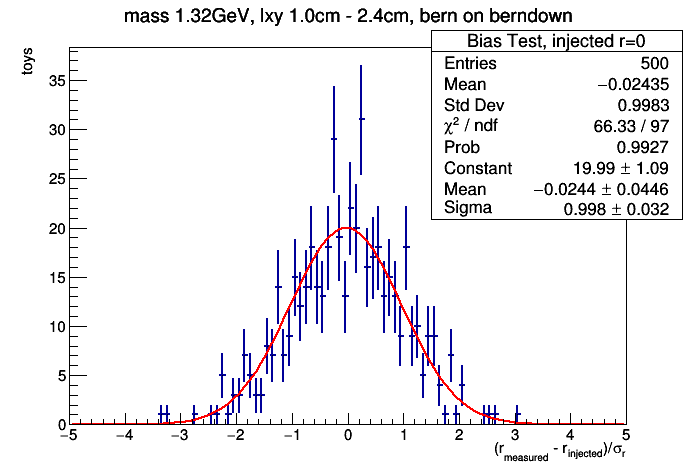 mass 1.32GeV, lxy 1.0cm - 2.4cm, bern on berndown
Bias Test, injected r=0
Entries 500
Mean −0.02435
Std Dev 0.9983
χ² / ndf 66.33 / 97
Prob 0.9927
Constant 19.99 ± 1.09
Mean −0.0244 ± 0.0446
Sigma 0.998 ± 0.032
toys
35
30
25
20
15
10
5
0
−5 −4 −3 −2 −1 0 1 2 3 4 5
(r_measured - r_injected)/σ_r